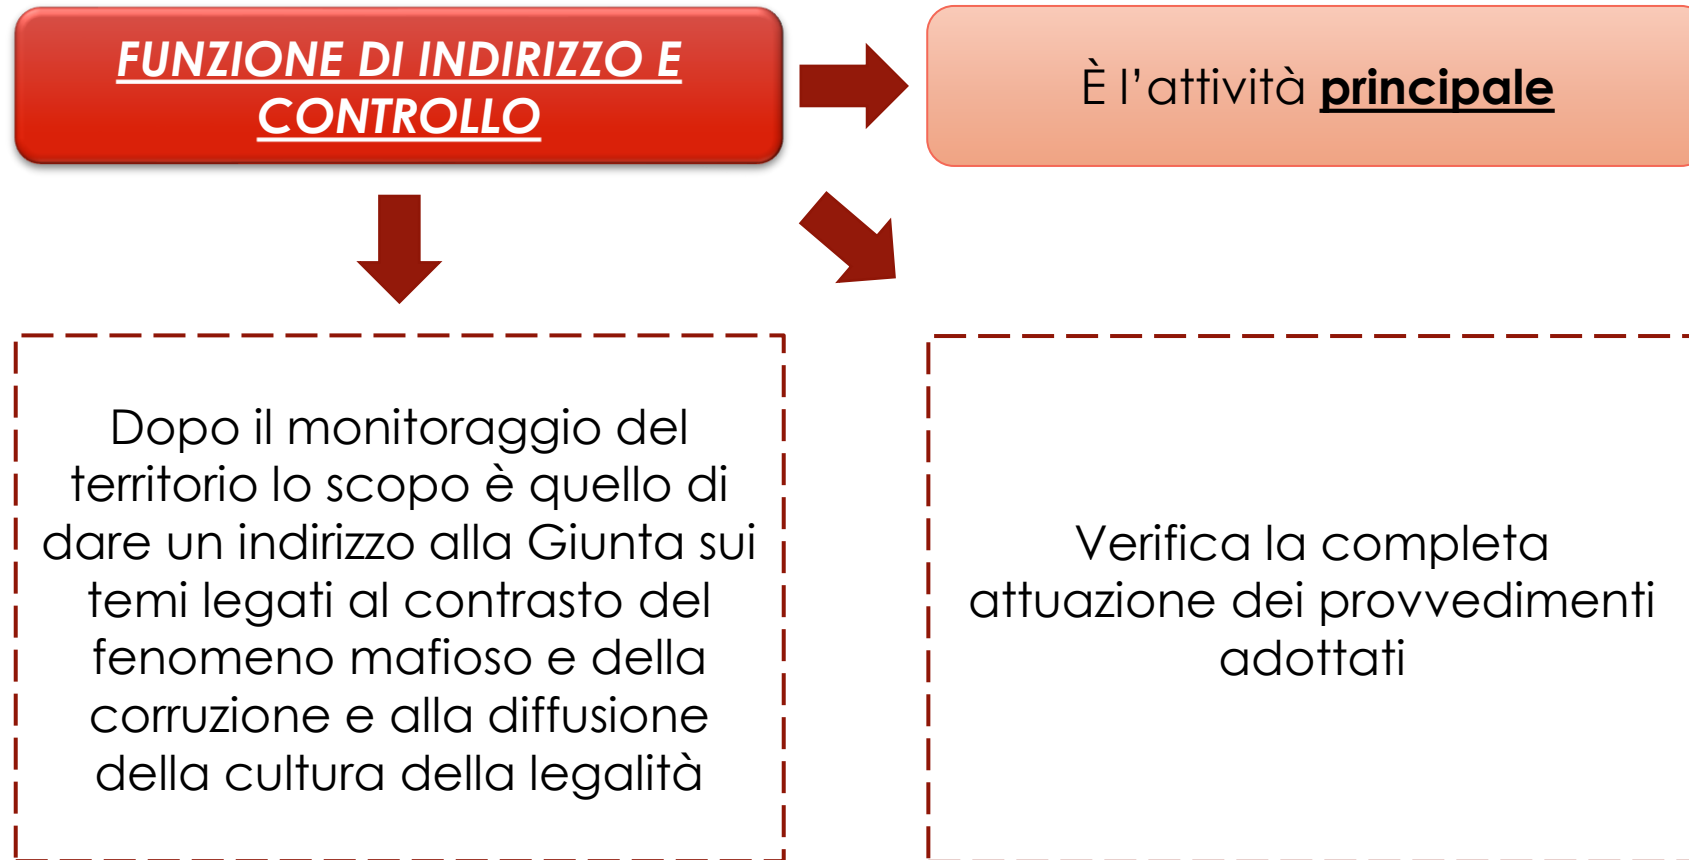 FUNZIONE DI INDIRIZZO E
CONTROLLO
È l’attività principale
Dopo il monitoraggio del
territorio lo scopo è quello di
dare un indirizzo alla Giunta sui
temi legati al contrasto del
fenomeno mafioso e della
corruzione e alla diffusione
della cultura della legalità
Verifica la completa
attuazione dei provvedimenti
adottati